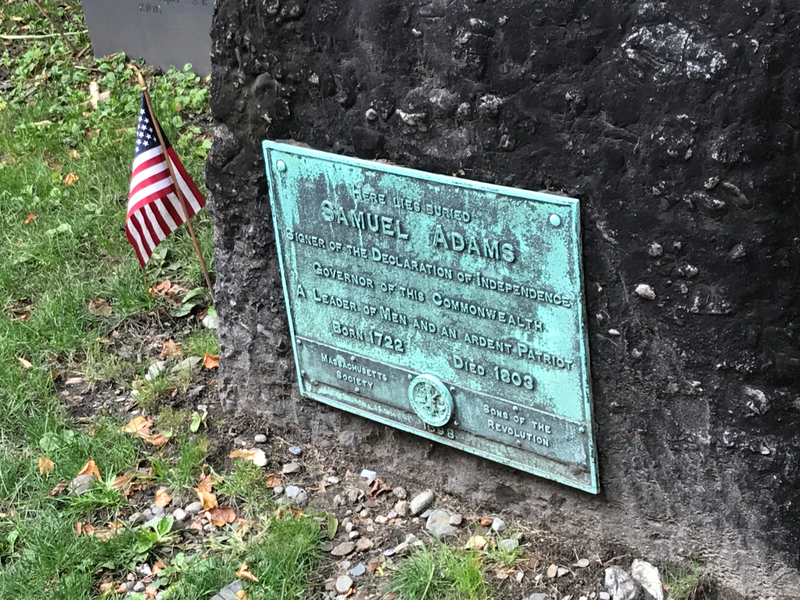 HERE LIES BURIED
SAMUEL ADAMS
SIGNER OF THE DECLARATION OF INDEPENDENCE
GOVERNOR OF THIS COMMONWEALTH
A LEADER OF MEN AND AN ARDENT PATRIOT
BORN 1722 DIED 1803
MASSACHUSETTS
SOCIETY
SONS OF THE
REVOLUTION
1898